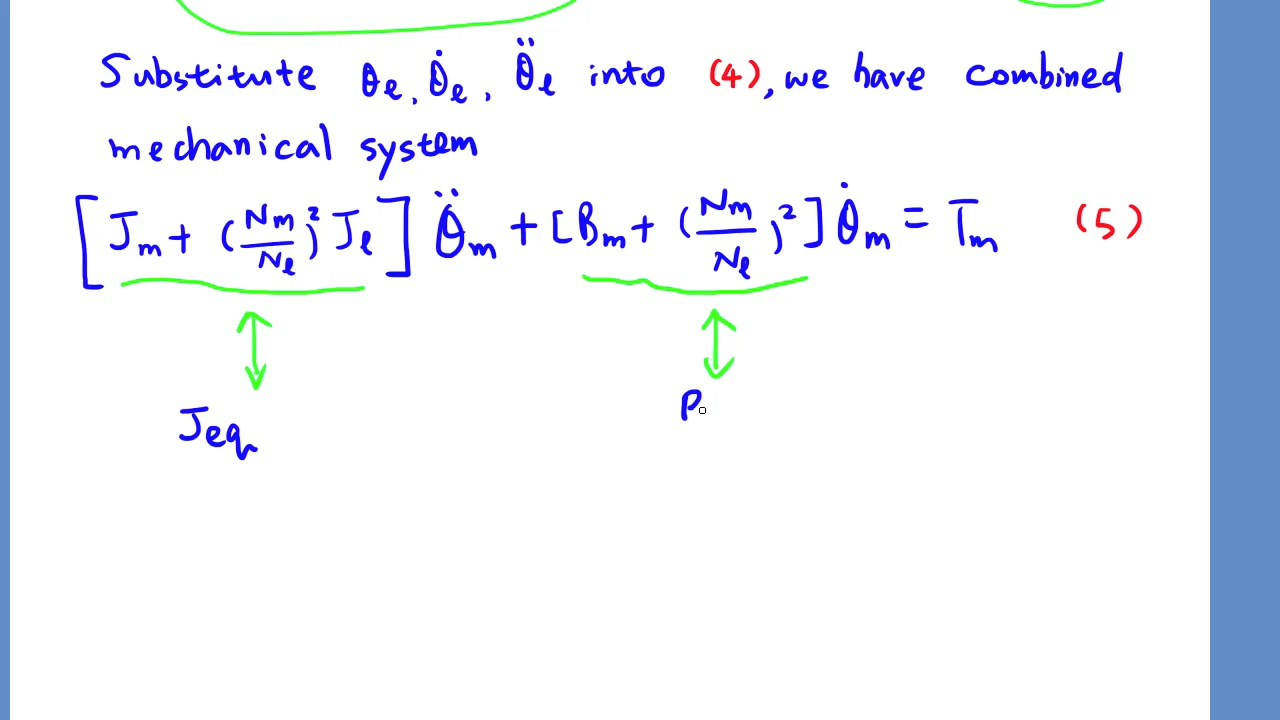 Substitute θℓ, θ̇ℓ, θ̈ℓ into (4), we have combined
mechanical system
[Jm + (Nm/Nℓ)² Jℓ] θ̈m + [Bm + (Nm/Nℓ)²] θ̇m = Tm (5)
Jeq